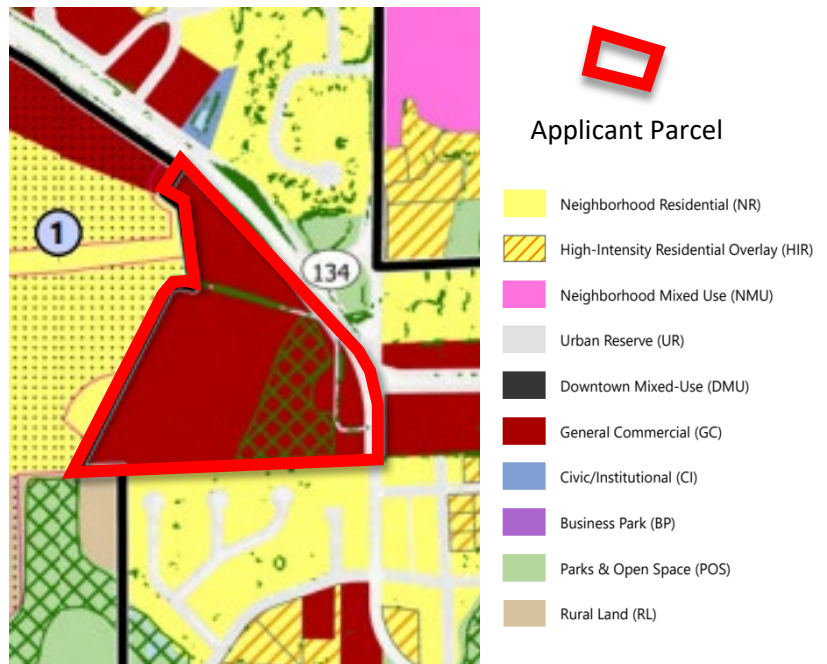 Applicant Parcel
1
134
Neighborhood Residential (NR)
High-Intensity Residential Overlay (HIR)
Neighborhood Mixed Use (NMU)
Urban Reserve (UR)
Downtown Mixed-Use (DMU)
General Commercial (GC)
Civic/Institutional (CI)
Business Park (BP)
Parks & Open Space (POS)
Rural Land (RL)